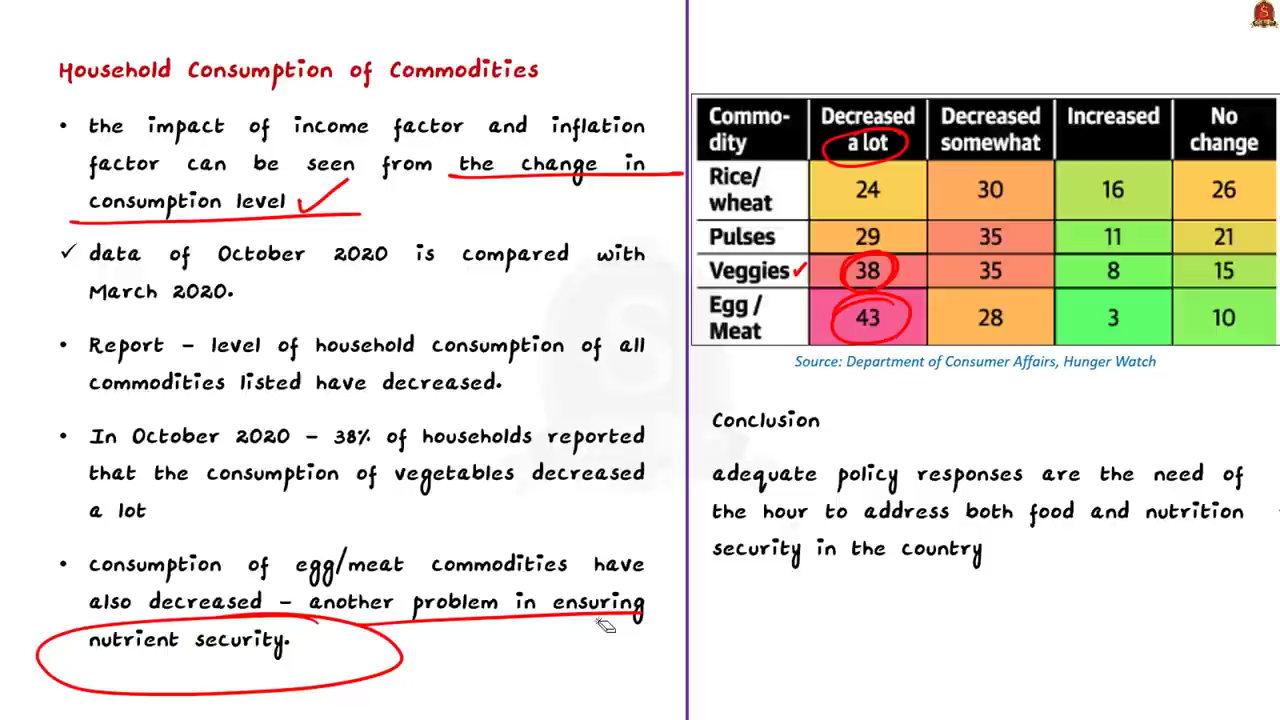 Household Consumption of Commodities
• the impact of income factor and inflation
factor can be seen from the change in
consumption level
✓ data of October 2020 is compared with
March 2020.
• Report – level of household consumption of all
commodities listed have decreased.
• In October 2020 – 38% of households reported
that the consumption of vegetables decreased
a lot
• consumption of egg/meat commodities have
also decreased – another problem in ensuring
nutrient security.
Commo-
dity
Decreased
a lot
Decreased
somewhat
Increased
No
change
Rice/
wheat
24 30 16 26
Pulses 29 35 11 21
Veggies 38 35 8 15
Egg/
Meat
43 28 3 10
Source: Department of Consumer Affairs, Hunger Watch
Conclusion
adequate policy responses are the need of
the hour to address both food and nutrition
security in the country